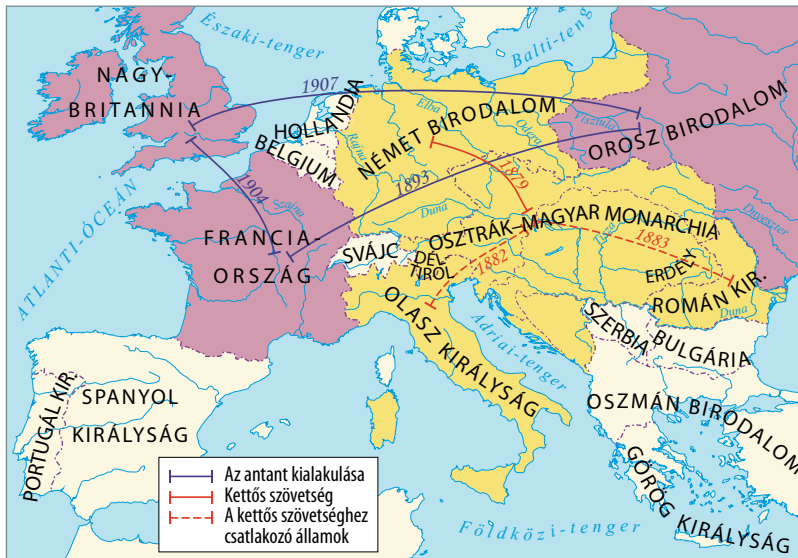 Északi-tenger
Balti-teng
NAGY-
BRITANNIA
1907
HOLLANDIA
BELGIUM
Elba
Rajna
NÉMET BIRODALOM
Odera
Visztula
OROSZ BIRODALOM
1904
1893
1879
ATLANTI-ÓCEÁN
Szajna
FRANCIA-
ORSZÁG
Duna
SVÁJC
DÉL-
TIROL
OSZTRÁK–MAGYAR MONARCHIA
Tisza
Dnyeszter
1882
1883
ERDÉLY
ROMÁN KIR.
Duna
OLASZ KIRÁLYSÁG
Adriai-tenger
SZERBIA
BULGÁRIA
PORTUGÁL KIR.
SPANYOL
KIRÁLYSÁG
OSZMÁN BIRODALOM
GÖRÖG KIRÁLYSÁG
Földközi-tenger
Az antant kialakulása
Kettős szövetség
A kettős szövetséghez
csatlakozó államok